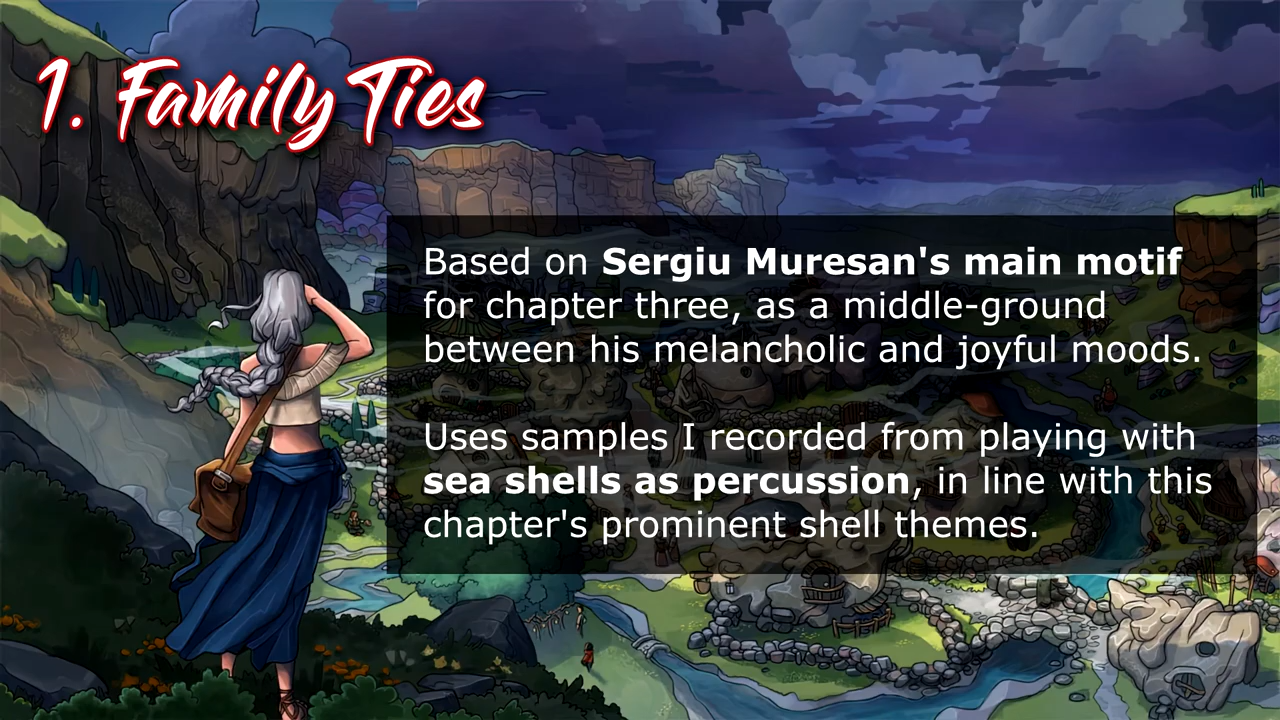 1. Family Ties
Based on Sergiu Muresan's main motif
for chapter three, as a middle-ground
between his melancholic and joyful moods.
Uses samples I recorded from playing with
sea shells as percussion, in line with this
chapter's prominent shell themes.